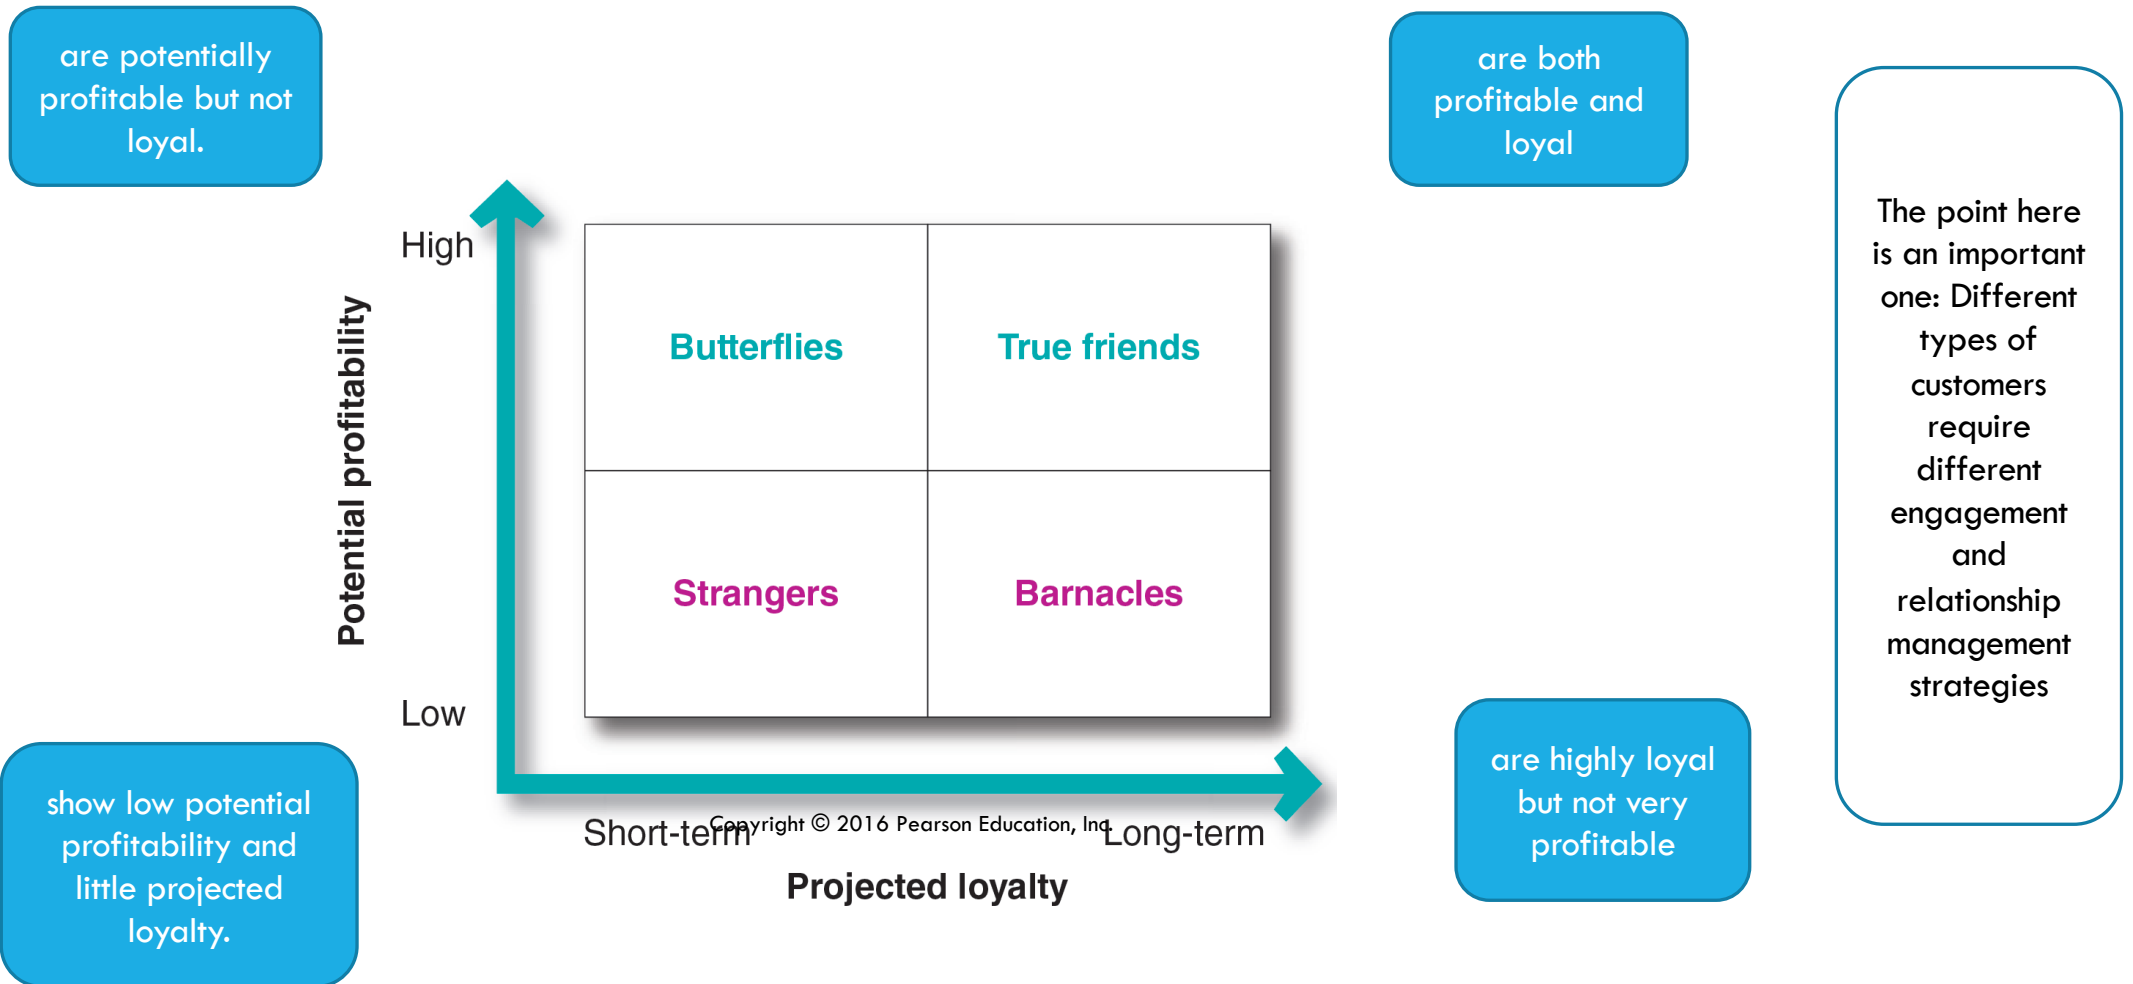 are potentially
profitable but not
loyal.
are both
profitable and
loyal
The point here
is an important
one: Different
types of
customers
require
different
engagement
and
relationship
management
strategies
High
Potential profitability
Butterflies
True friends
Strangers
Barnacles
Low
show low potential
profitability and
little projected
loyalty.
are highly loyal
but not very
profitable
Short-term
Copyright © 2016 Pearson Education, Inc.
Long-term
Projected loyalty